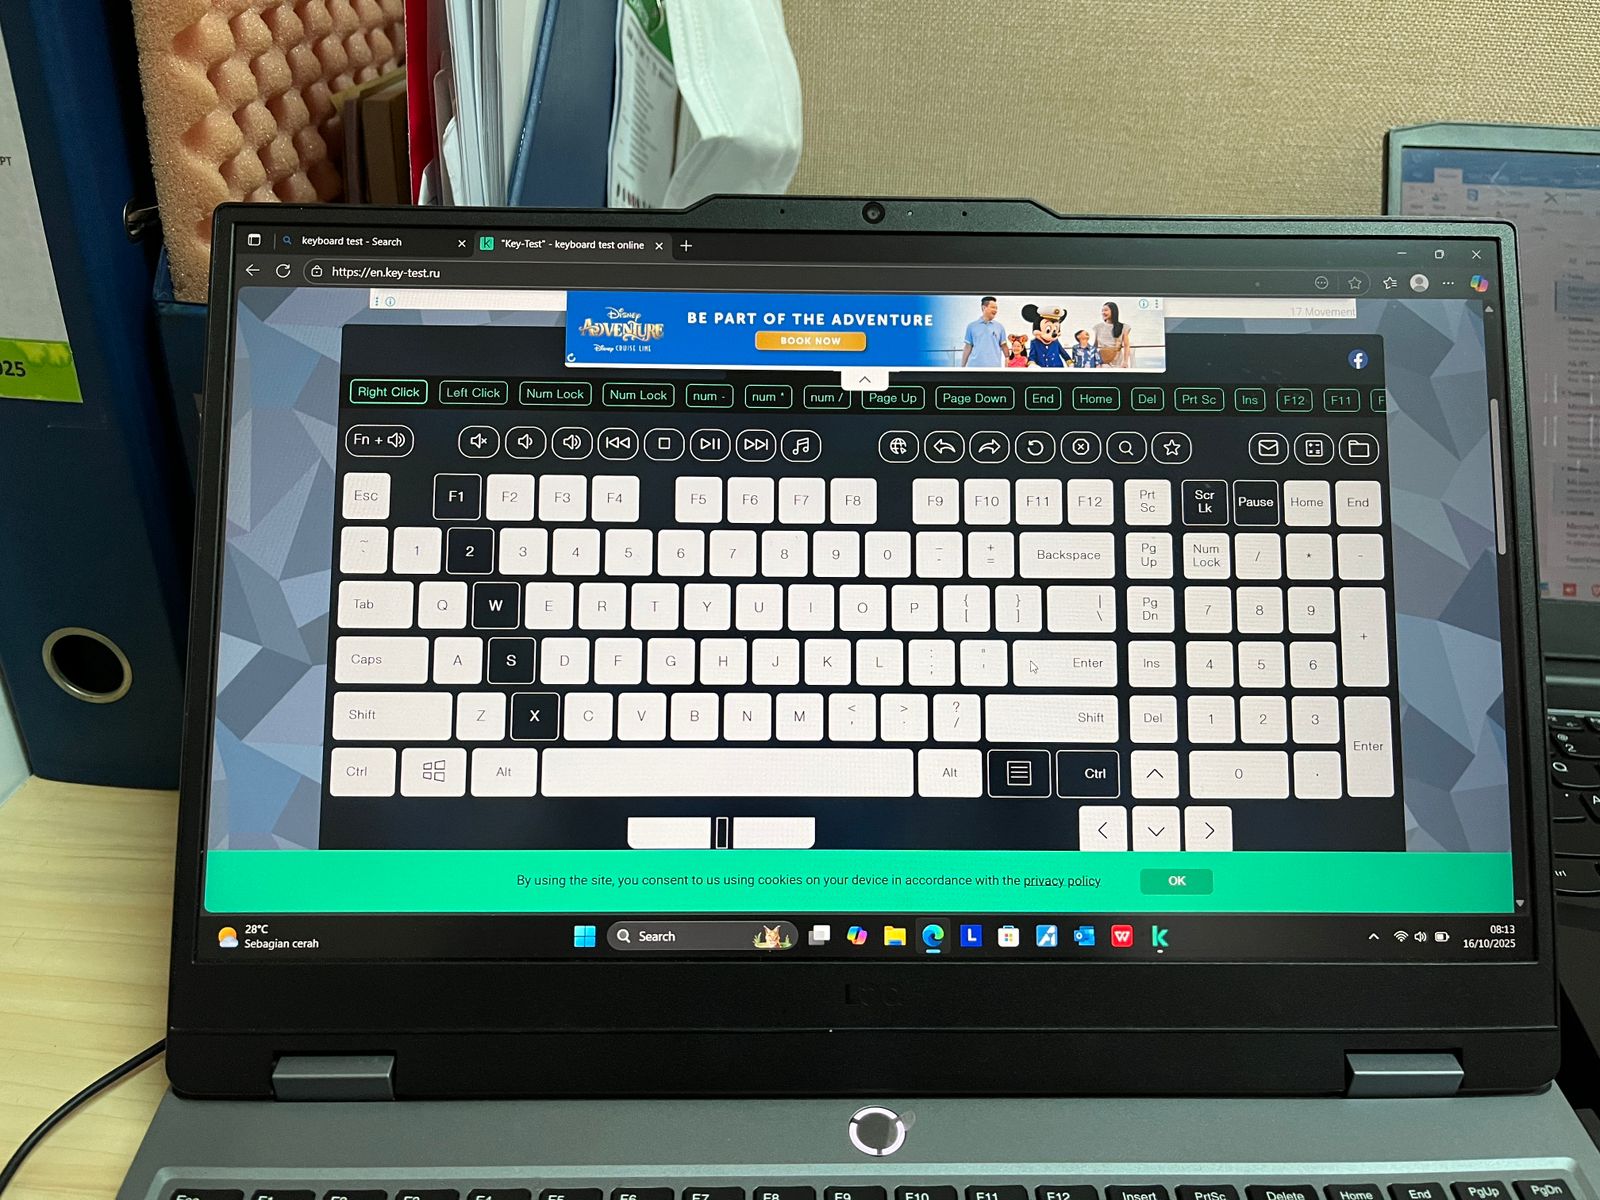 PT
025
keyboard test - Search
"Key-Test" - keyboard test online
https://en.key-test.ru
17 Movement
Disney
ADVENTURE
Disney CRUISE LINE
BE PART OF THE ADVENTURE
BOOK NOW
Right Click
Left Click
Num Lock
Num Lock
num -
num *
num /
Page Up
Page Down
End
Home
Del
Prt Sc
Ins
F12
F11
F
Fn +
Esc F1 F2 F3 F4 F5 F6 F7 F8 F9 F10 F11 F12 Prt Sc Scr Lk Pause Home End
~ ` 1 2 3 4 5 6 7 8 9 0 _ - + = Backspace Pg Up Num Lock / * -
Tab Q W E R T Y U I O P { [ } ] | \ Pg Dn 7 8 9 +
Caps A S D F G H J K L : ; " ' Enter Ins 4 5 6
Shift Z X C V B N M < , > . ? / Shift Del 1 2 3 Enter
Ctrl Alt Alt Ctrl 0 .
By using the site, you consent to us using cookies on your device in accordance with the privacy policy
OK
28°C
Sebagian cerah
Search
08:13
16/10/2025
LOQ
Esc F1 F2 F3 F4 F5 F6 F7 F8 F9 F10 F11 F12 Insert PrtSc Delete Home End PgUp PgDn